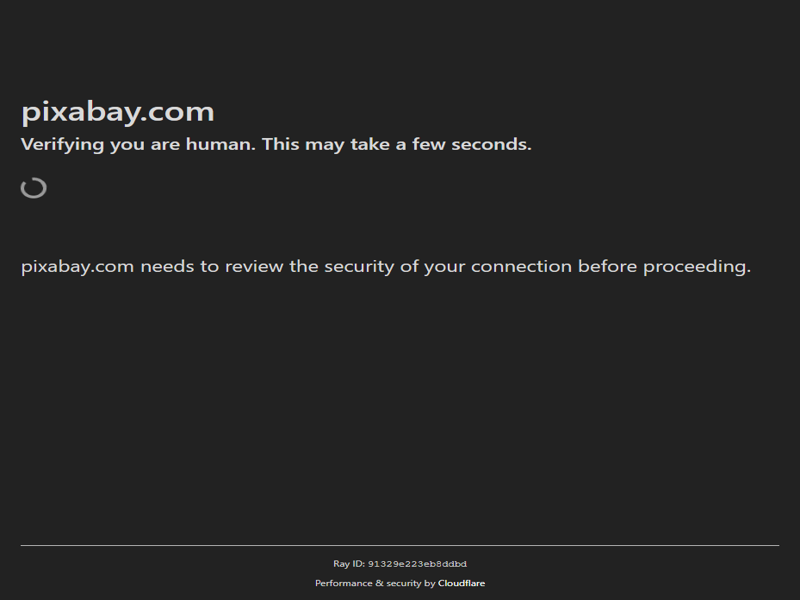 pixabay.com
Verifying you are human. This may take a few seconds.
pixabay.com needs to review the security of your connection before proceeding.
Ray ID: 91329e223eb8ddbd
Performance & security by Cloudflare